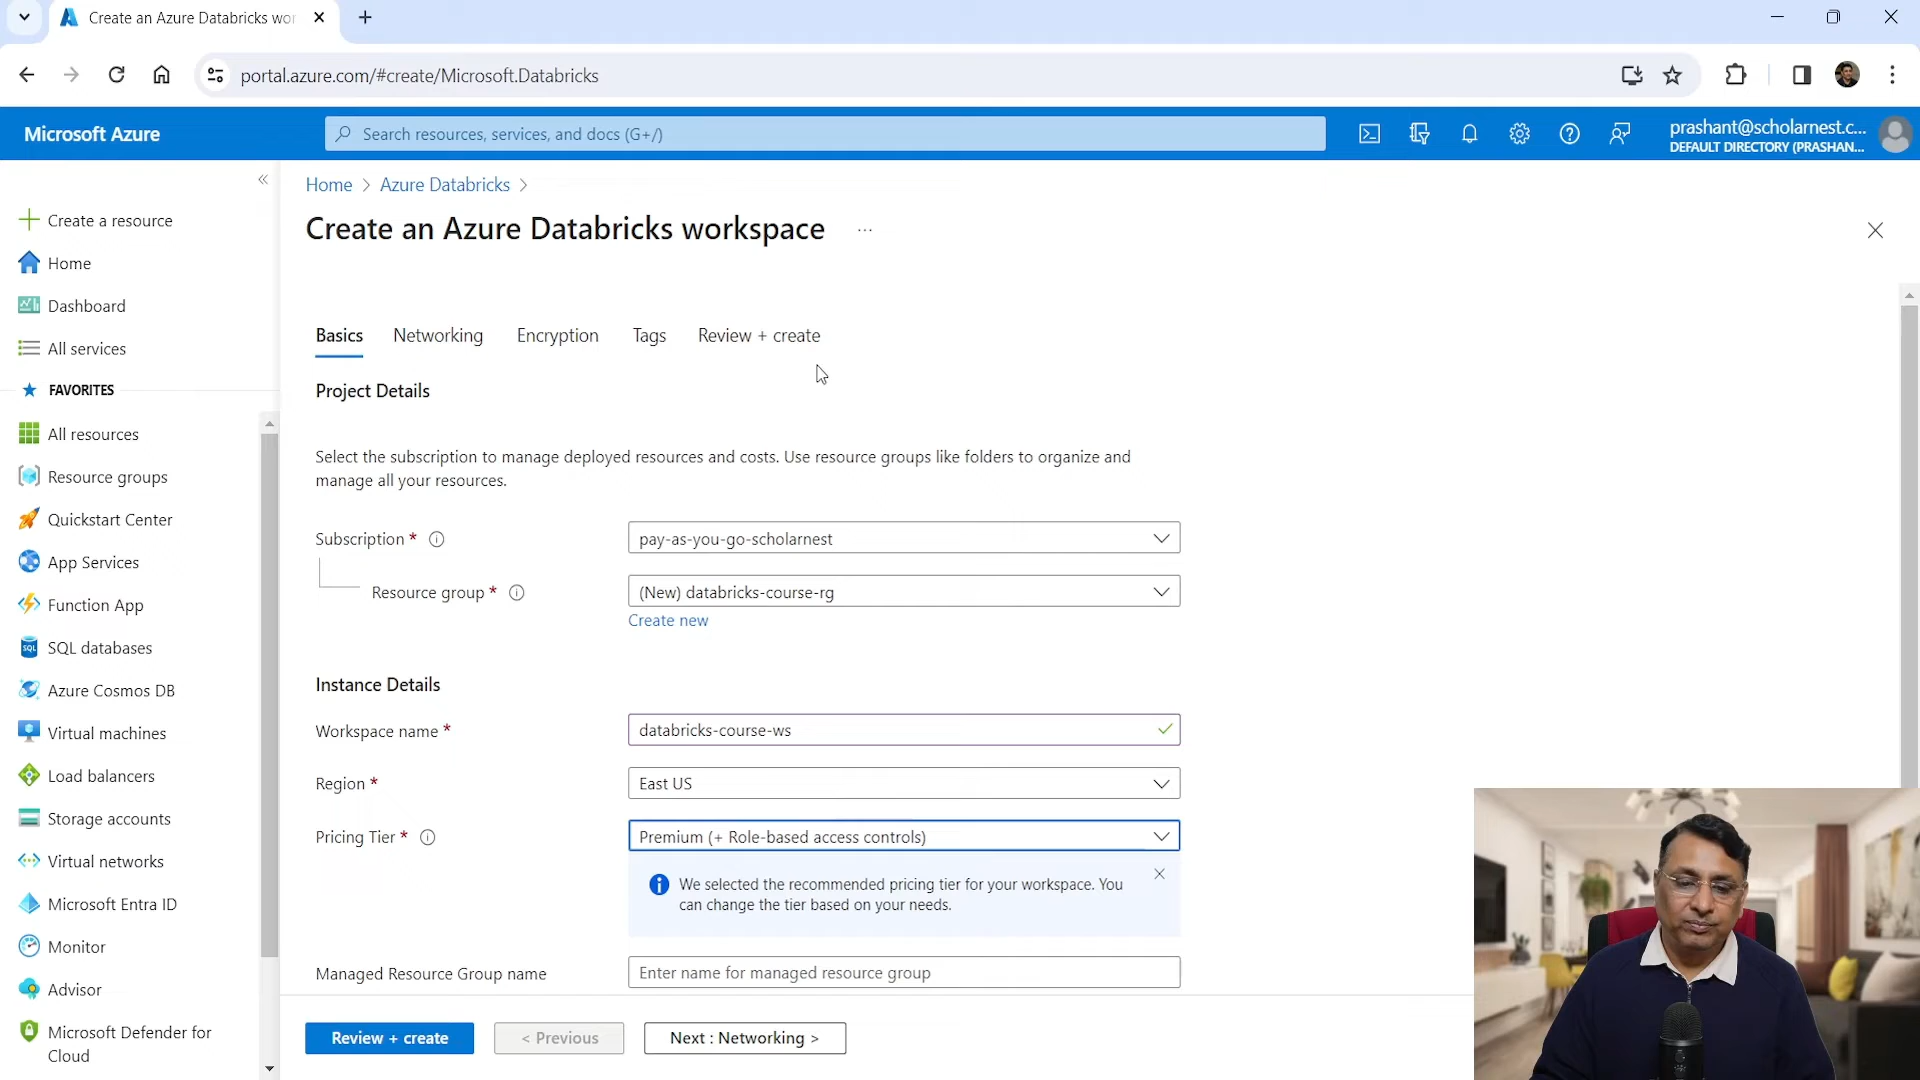 Create an Azure Databricks wor
portal.azure.com/#create/Microsoft.Databricks
Microsoft Azure
Search resources, services, and docs (G+/)
prashant@scholarnest.c...
DEFAULT DIRECTORY (PRASHAN...
Create a resource
Home
Dashboard
All services
FAVORITES
All resources
Resource groups
Quickstart Center
App Services
Function App
SQL databases
Azure Cosmos DB
Virtual machines
Load balancers
Storage accounts
Virtual networks
Microsoft Entra ID
Monitor
Advisor
Microsoft Defender for
Cloud
Home > Azure Databricks >
Create an Azure Databricks workspace ...
Basics Networking Encryption Tags Review + create
Project Details
Select the subscription to manage deployed resources and costs. Use resource groups like folders to organize and
manage all your resources.
Subscription * pay-as-you-go-scholarnest
Resource group * (New) databricks-course-rg
Create new
Instance Details
Workspace name * databricks-course-ws
Region * East US
Pricing Tier * Premium (+ Role-based access controls)
We selected the recommended pricing tier for your workspace. You
can change the tier based on your needs.
Managed Resource Group name Enter name for managed resource group
Review + create < Previous Next : Networking >